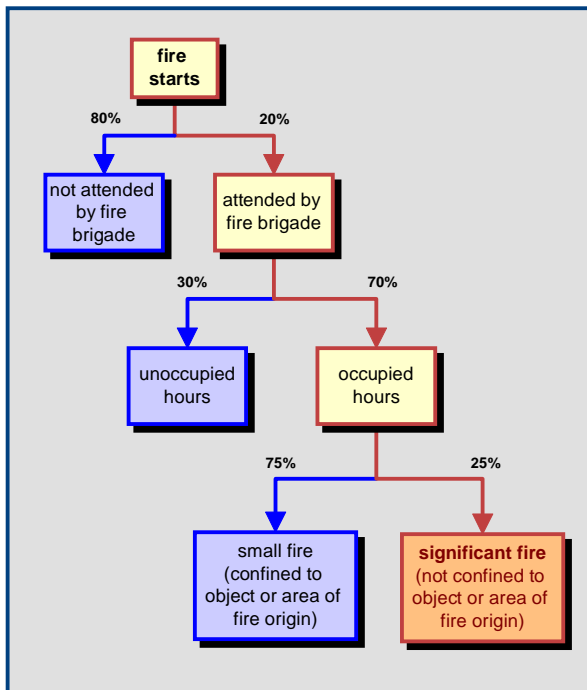 fire
starts
80%
20%
not attended
by fire
brigade
attended by
fire brigade
30%
70%
unoccupied
hours
occupied
hours
75%
25%
small fire
(confined to
object or area of
fire origin)
significant fire
(not confined to
object or area of
fire origin)